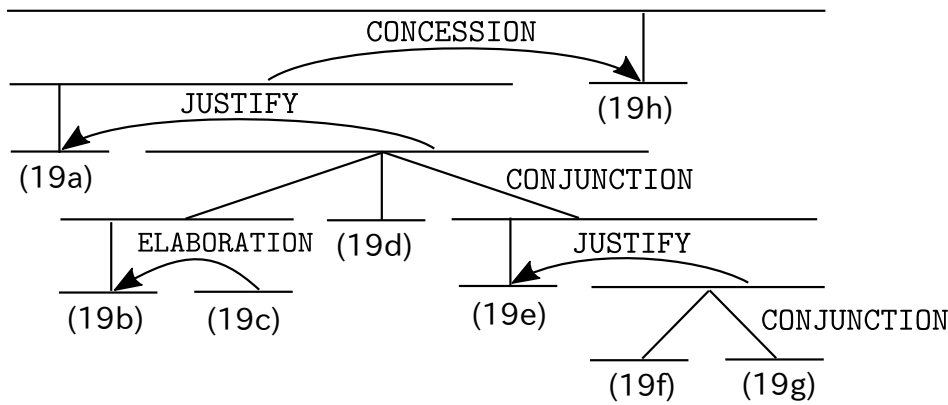 CONCESSION
(19h)
JUSTIFY
(19a)
CONJUNCTION
ELABORATION
(19d)
JUSTIFY
(19b)
(19c)
(19e)
CONJUNCTION
(19f)
(19g)